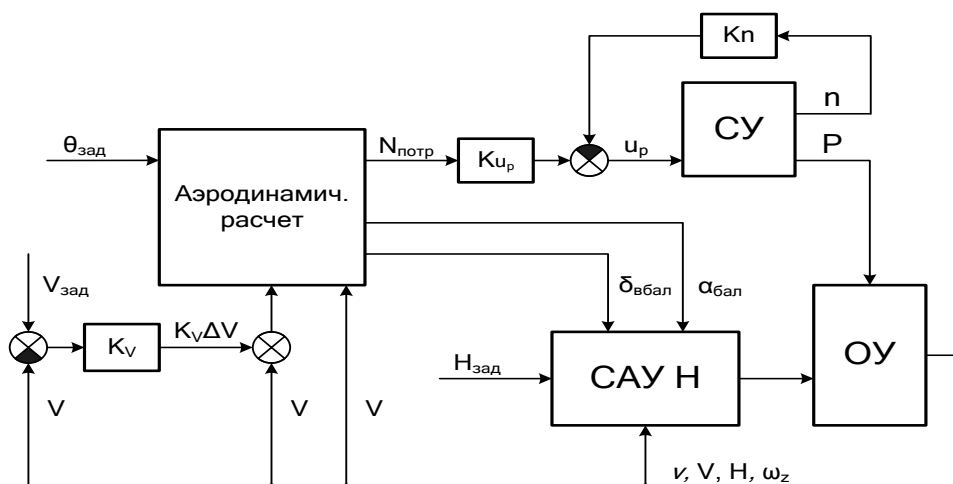 Kn
n
СУ
P
θзад
Nпотр
Kuр
uр
Аэродинамич.
расчет
Vзад
δвбал
αбал
KV
KVΔV
Hзад
САУ Н
ОУ
V
V
V
ν, V, H, ωz